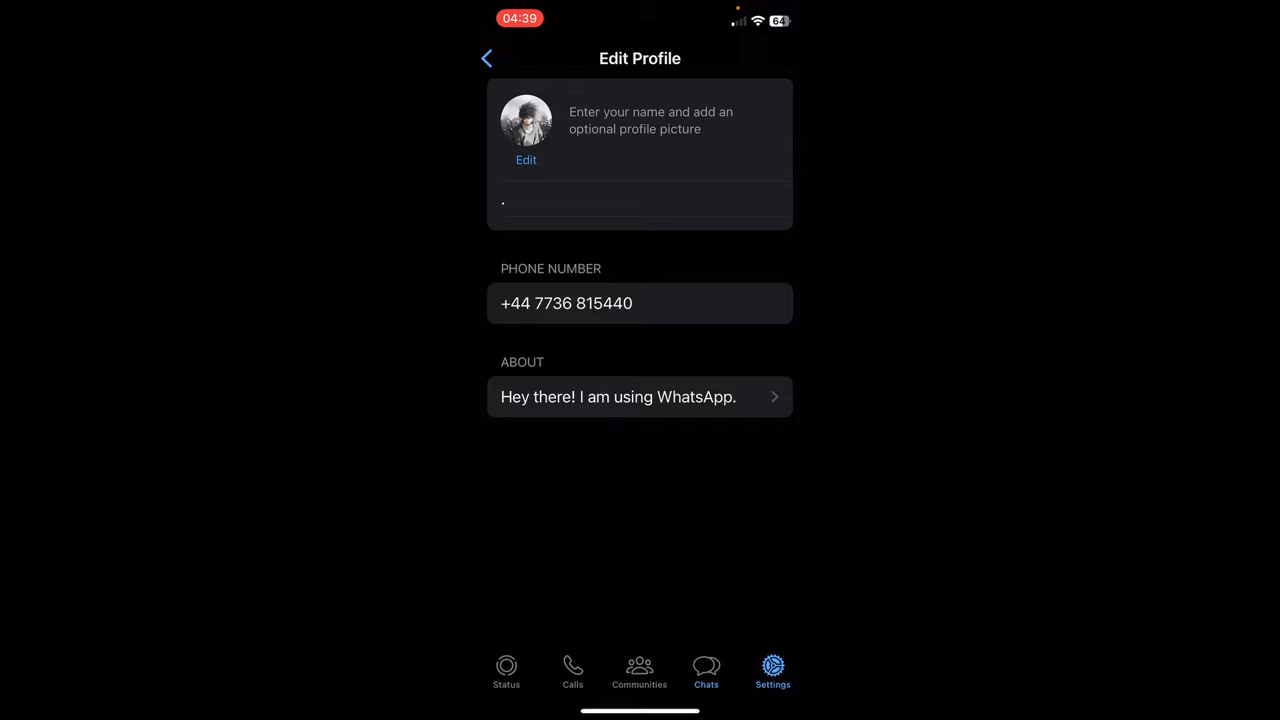 04:39
64
Edit Profile
Enter your name and add an
optional profile picture
Edit
.
PHONE NUMBER
+44 7736 815440
ABOUT
Hey there! I am using WhatsApp.
Status
Calls
Communities
Chats
Settings